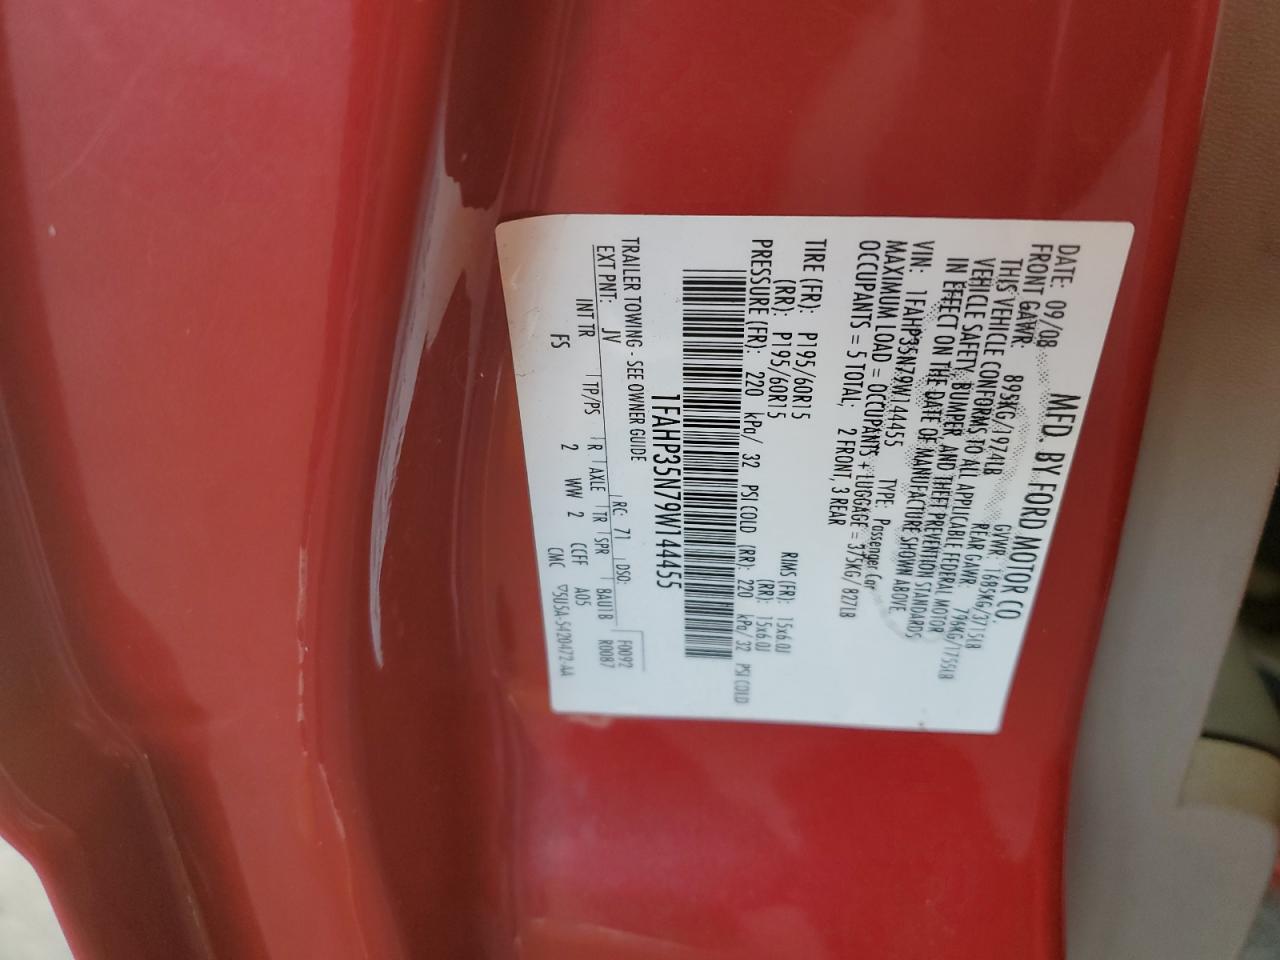 MFD. BY FORD MOTOR CO.
DATE: 09/08 GVWR: 1685KG/3715LB
FRONT GAWR: 895KG/1974LB REAR GAWR: 796KG/1755LB
THIS VEHICLE CONFORMS TO ALL APPLICABLE FEDERAL MOTOR
VEHICLE SAFETY, BUMPER, AND THEFT PREVENTION STANDARDS
IN EFFECT ON THE DATE OF MANUFACTURE SHOWN ABOVE.
VIN: 1FAHP35N79W144455 TYPE: Passenger Car
MAXIMUM LOAD = OCCUPANTS + LUGGAGE = 375KG/827LB
OCCUPANTS = 5 TOTAL; 2 FRONT, 3 REAR
TIRE (FR): P195/60R15 RIMS (FR): 15x6.0J
(RR): P195/60R15 (RR): 15x6.0J
PRESSURE (FR): 220 kPa/ 32 PSI COLD (RR): 220 kPa/32 PSI COLD
1FAHP35N79W144455
TRAILER TOWING - SEE OWNER GUIDE RC: 71 DSO: F0092
EXT PNT: JV R0087
INT TR TP/PS R AXLE TR SPR BAU1B
FS 2 WW 2 CCFF A05
CMC 5U5A-5420472-AA